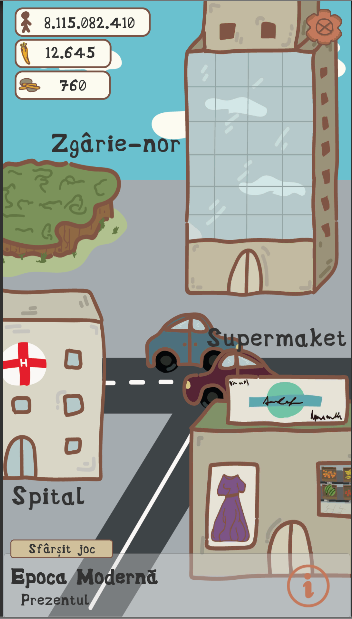 8.115.082.410
12.645
760
Zgârie-nor
Supermaket
H
Spital
Sfârșit joc
Epoca Modernă
Prezentul
i